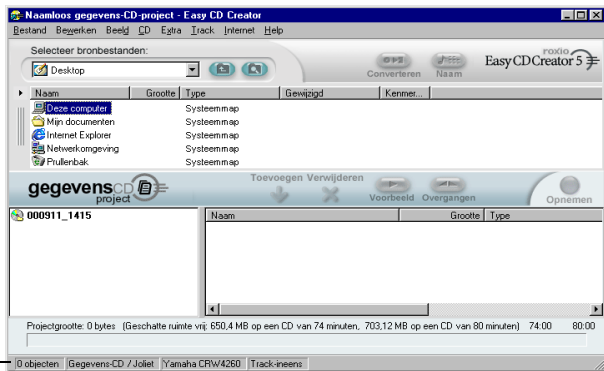 Naamloos gegevens-CD-project - Easy CD Creator
Bestand Bewerken Beeld CD Extra Track Internet Help
Selecteer bronbestanden:
Desktop
Converteren
Naam
roxio
Easy CD Creator 5
Naam Grootte Type Gewijzigd Kenmer...
Deze computer Systeemmap
Mijn documenten Systeemmap
Internet Explorer Systeemmap
Netwerkomgeving Systeemmap
Prullenbak Systeemmap
gegevensCD
project
Toevoegen Verwijderen
Voorbeeld Overgangen
Opnemen
000911_1415
Naam Grootte Type
Projectgrootte: 0 bytes (Geschatte ruimte vrij: 650,4 MB op een CD van 74 minuten, 703,12 MB op een CD van 80 minuten) 74:00 80:00
0 objecten Gegevens-CD / Joliet Yamaha CRW4260 Track-ineens